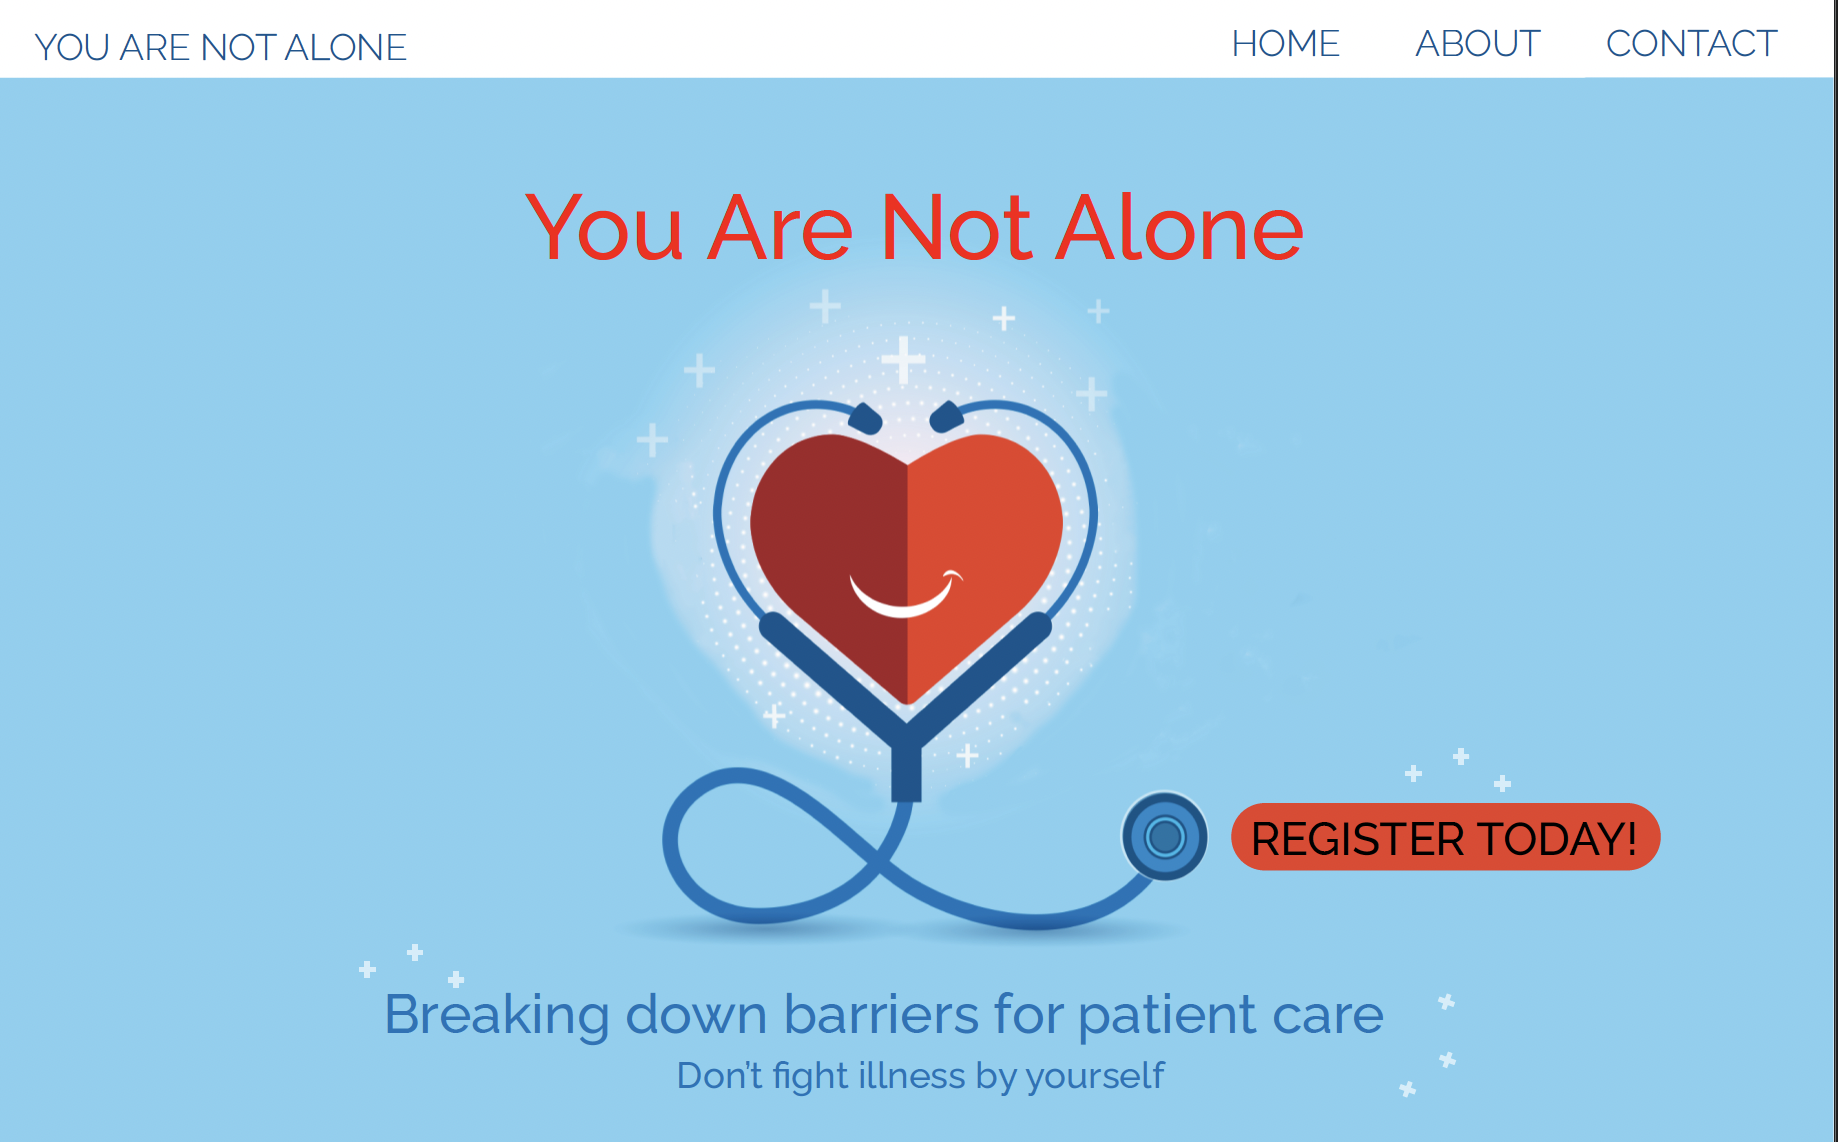 YOU ARE NOT ALONE
HOME ABOUT CONTACT
You Are Not Alone
REGISTER TODAY!
Breaking down barriers for patient care
Don’t fight illness by yourself